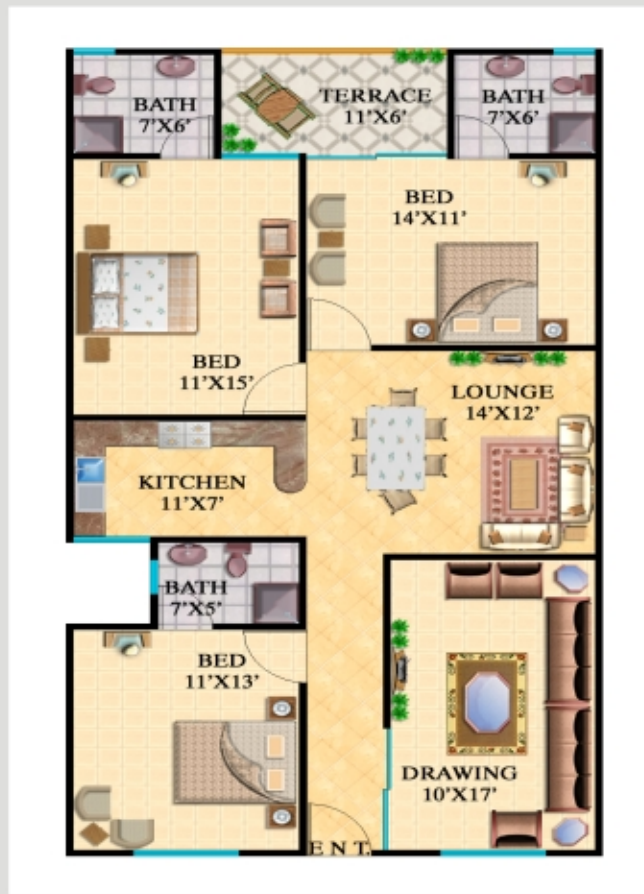 BATH
7'X6'
TERRACE
11'X6'
BATH
7'X6'
BED
14'X11'
BED
11'X15'
LOUNGE
14'X12'
KITCHEN
11'X7'
BATH
7'X5'
BED
11'X13'
DRAWING
10'X17'
ENT.